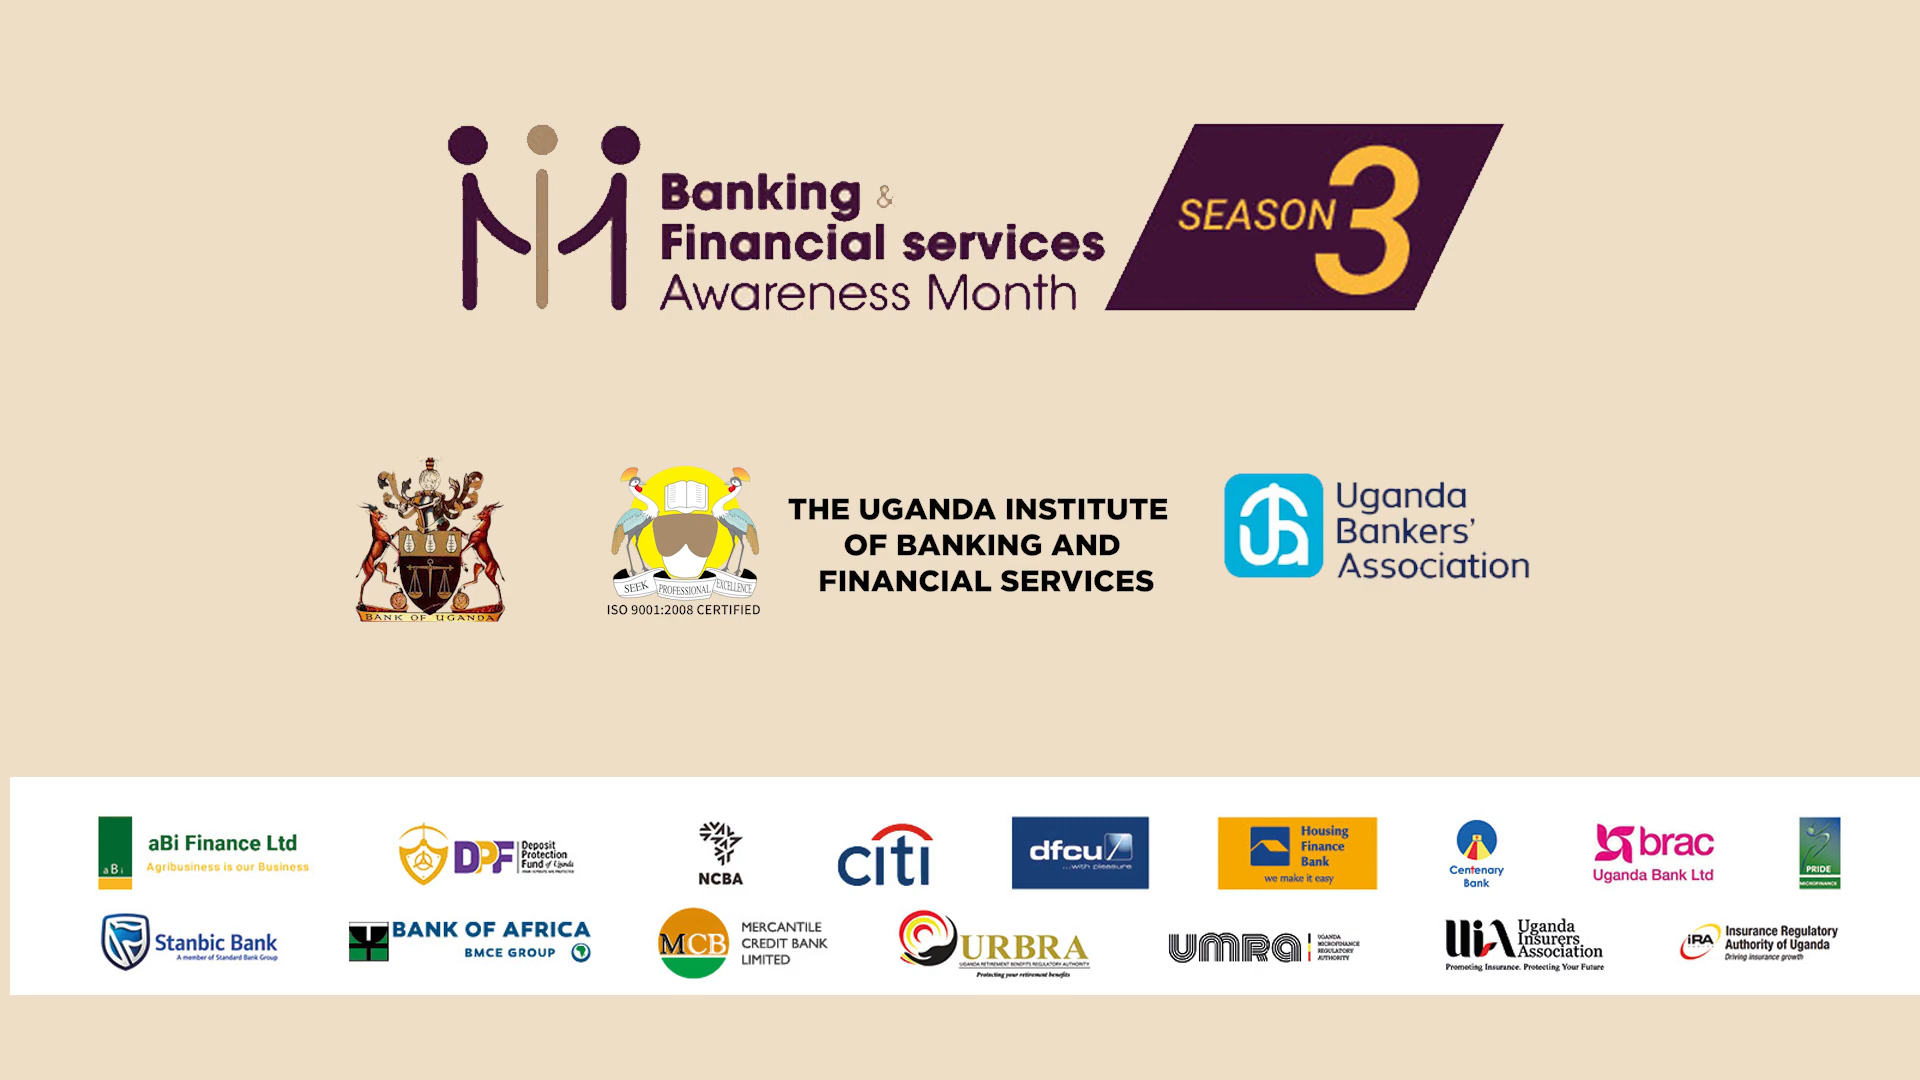 Banking &
Financial services
Awareness Month
SEASON 3
BANK OF UGANDA
SEEK PROFESSIONAL EXCELLENCE
ISO 9001:2008 CERTIFIED
THE UGANDA INSTITUTE
OF BANKING AND
FINANCIAL SERVICES
Uganda
Bankers'
Association
aBi
aBi Finance Ltd
Agribusiness is our Business
DPF
Deposit
Protection
Fund of Uganda
NCBA
citi
dfcu
...with pleasure
Housing
Finance
Bank
we make it easy
Centenary
Bank
brac
Uganda Bank Ltd
PRIDE
MICROFINANCE
Stanbic Bank
A member of Standard Bank Group
BANK OF AFRICA
BMCE GROUP
MCB
MERCANTILE
CREDIT BANK
LIMITED
URBRA
UGANDA RETIREMENT BENEFITS REGULATORY AUTHORITY
Protecting your retirement benefits
UMRA
UGANDA
MICROFINANCE
REGULATORY
AUTHORITY
UIA
Uganda
Insurers
Association
Promoting Insurance. Protecting Your Future
iRA
Insurance Regulatory
Authority of Uganda
Driving insurance growth